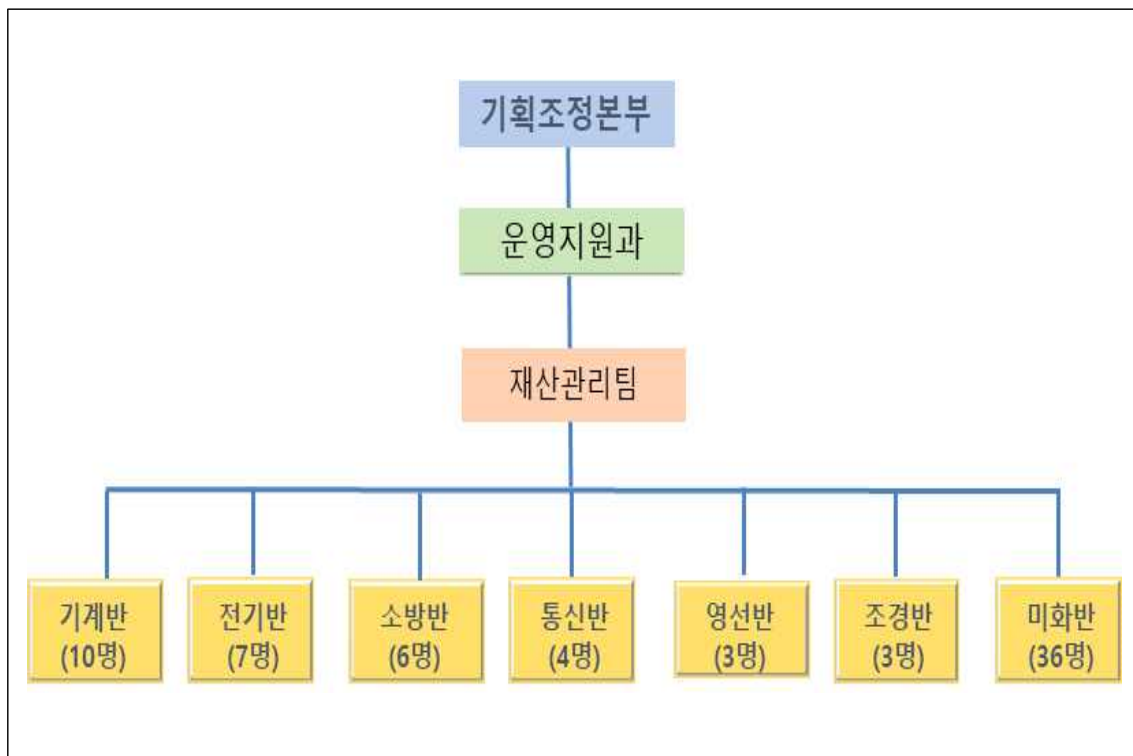 기획조정본부
운영지원과
재산관리팀
기계반
(10명)
전기반
(7명)
소방반
(6명)
통신반
(4명)
영선반
(3명)
조경반
(3명)
미화반
(36명)